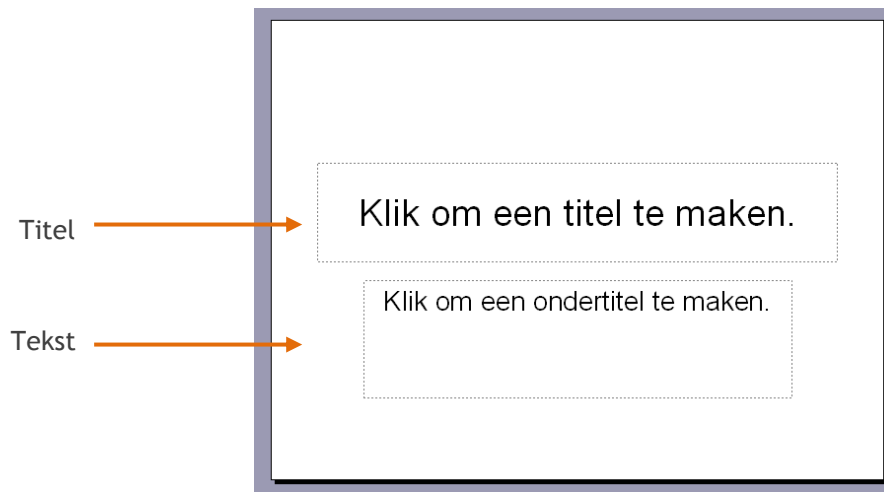 Titel
Klik om een titel te maken.
Klik om een ondertitel te maken.
Tekst